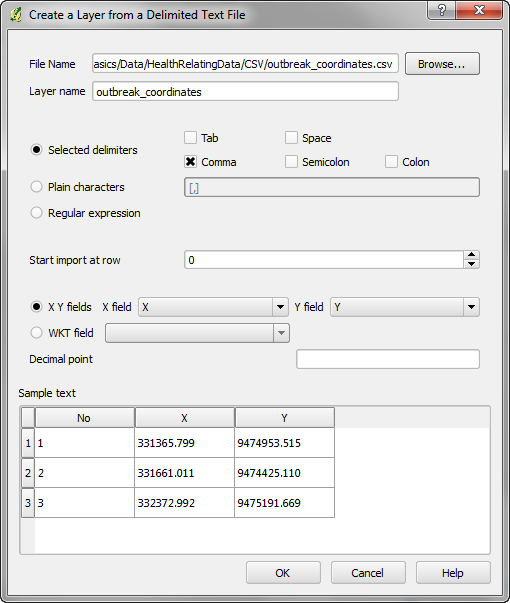 Create a Layer from a Delimited Text File
File Name asics/Data/HealthRelatingData/CSV/outbreak_coordinates.csv Browse...
Layer name outbreak_coordinates
Tab Space
Selected delimiters
Comma Semicolon Colon
Plain characters [,]
Regular expression
Start import at row 0
X Y fields X field X Y field Y
WKT field
Decimal point
Sample text
No X Y
1 1 331365.799 9474953.515
2 2 331661.011 9474425.110
3 3 332372.992 9475191.669
OK Cancel Help